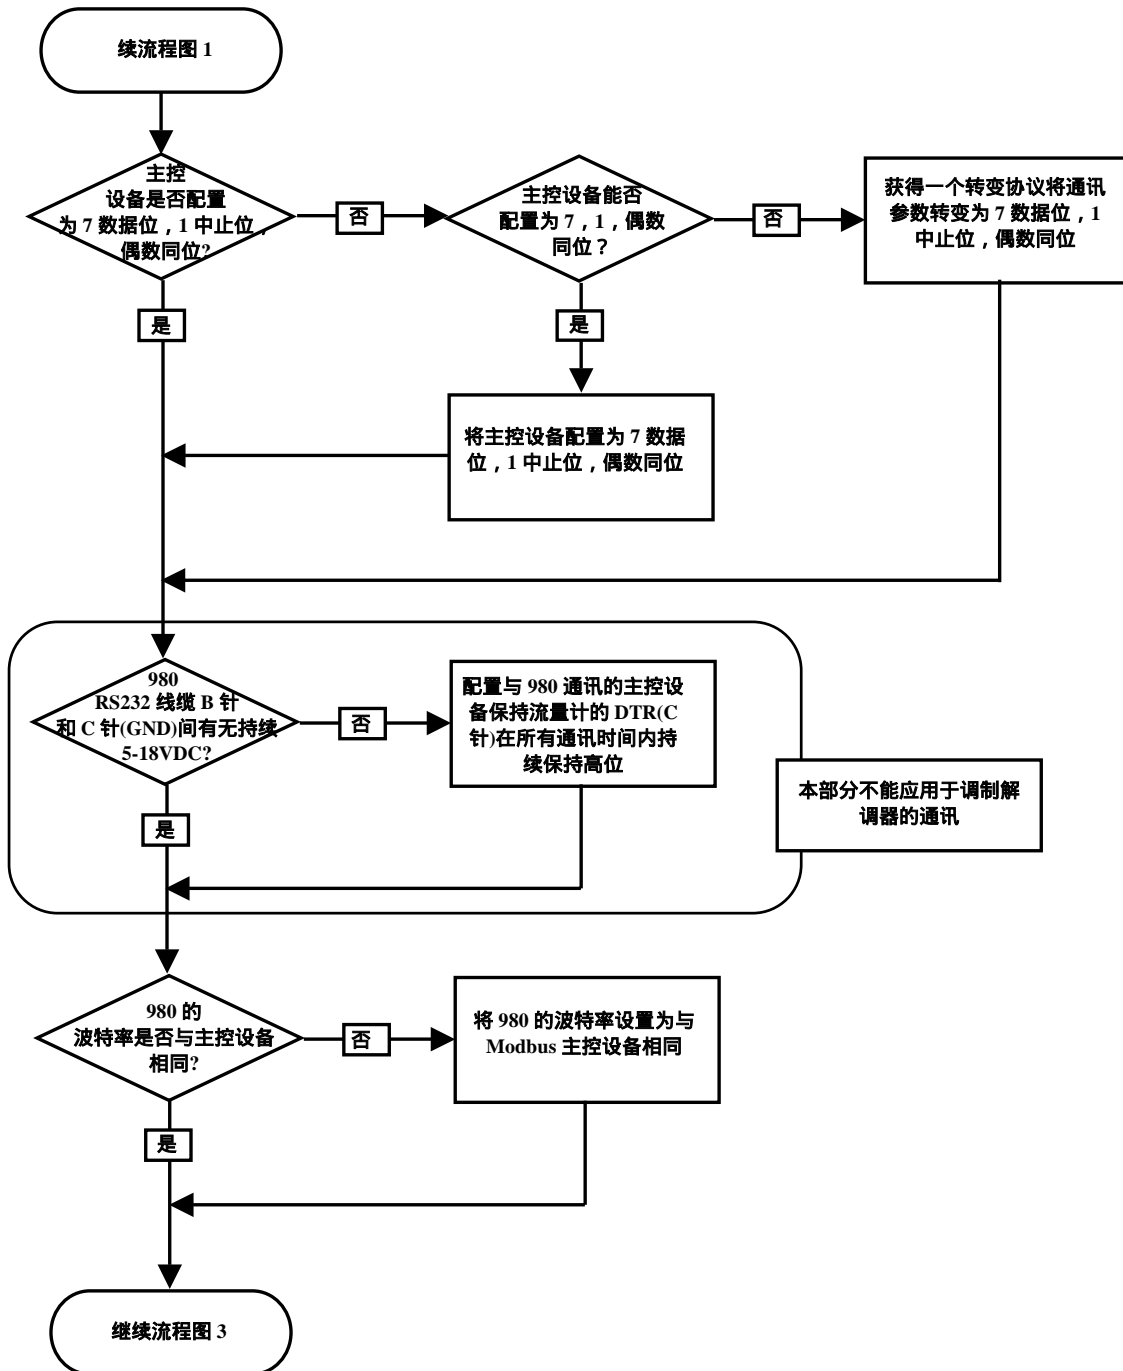 续流程图 1
主控
设备是否配置
为 7 数据位，1 中止位，
偶数同位?
否
主控设备能否
配置为 7，1，偶数
同位？
否
获得一个转变协议将通讯
参数转变为 7 数据位，1
中止位，偶数同位
是
是
将主控设备配置为 7 数据
位，1 中止位，偶数同位
980
RS232 线缆 B 针
和 C 针(GND)间有无持续
5-18VDC?
否
配置与 980 通讯的主控设
备保持流量计的 DTR(C
针)在所有通讯时间内持
续保持高位
本部分不能应用于调制解
调器的通讯
是
980 的
波特率是否与主控设备
相同?
否
将 980 的波特率设置为与
Modbus 主控设备相同
是
继续流程图 3